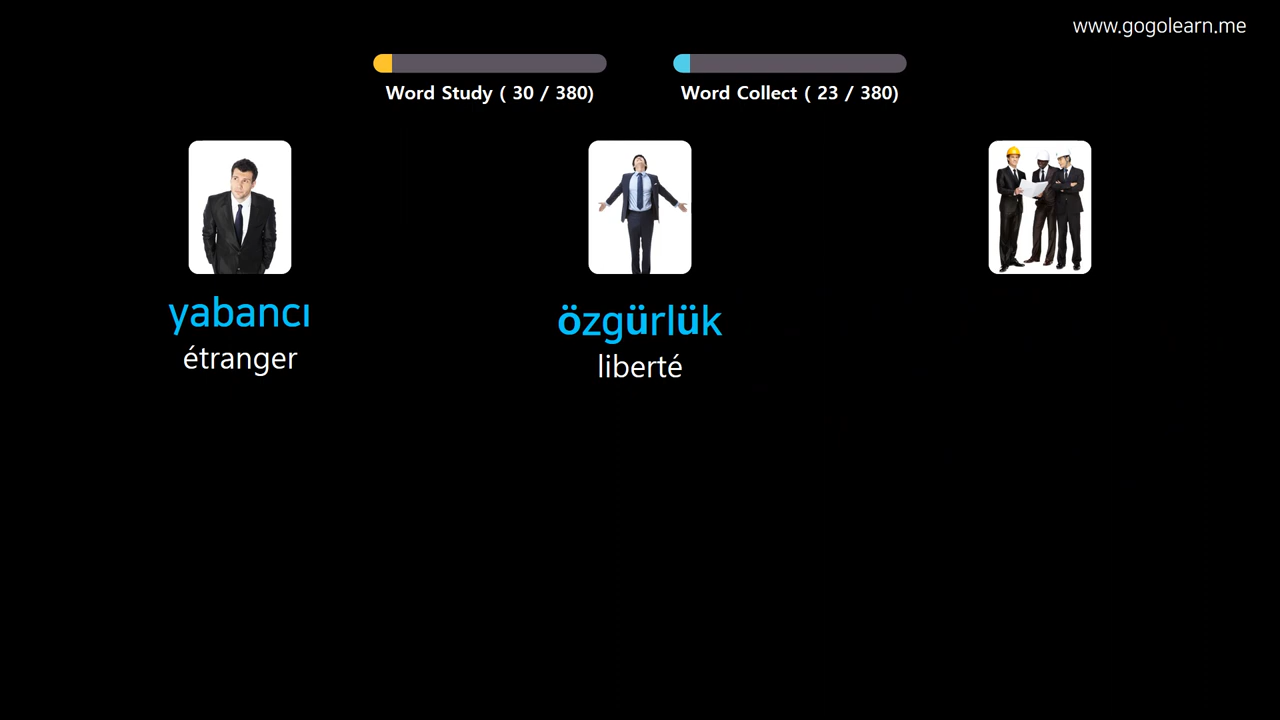 www.gogolearn.me
Word Study ( 30 / 380)
Word Collect ( 23 / 380)
yabancı
étranger
özgürlük
liberté